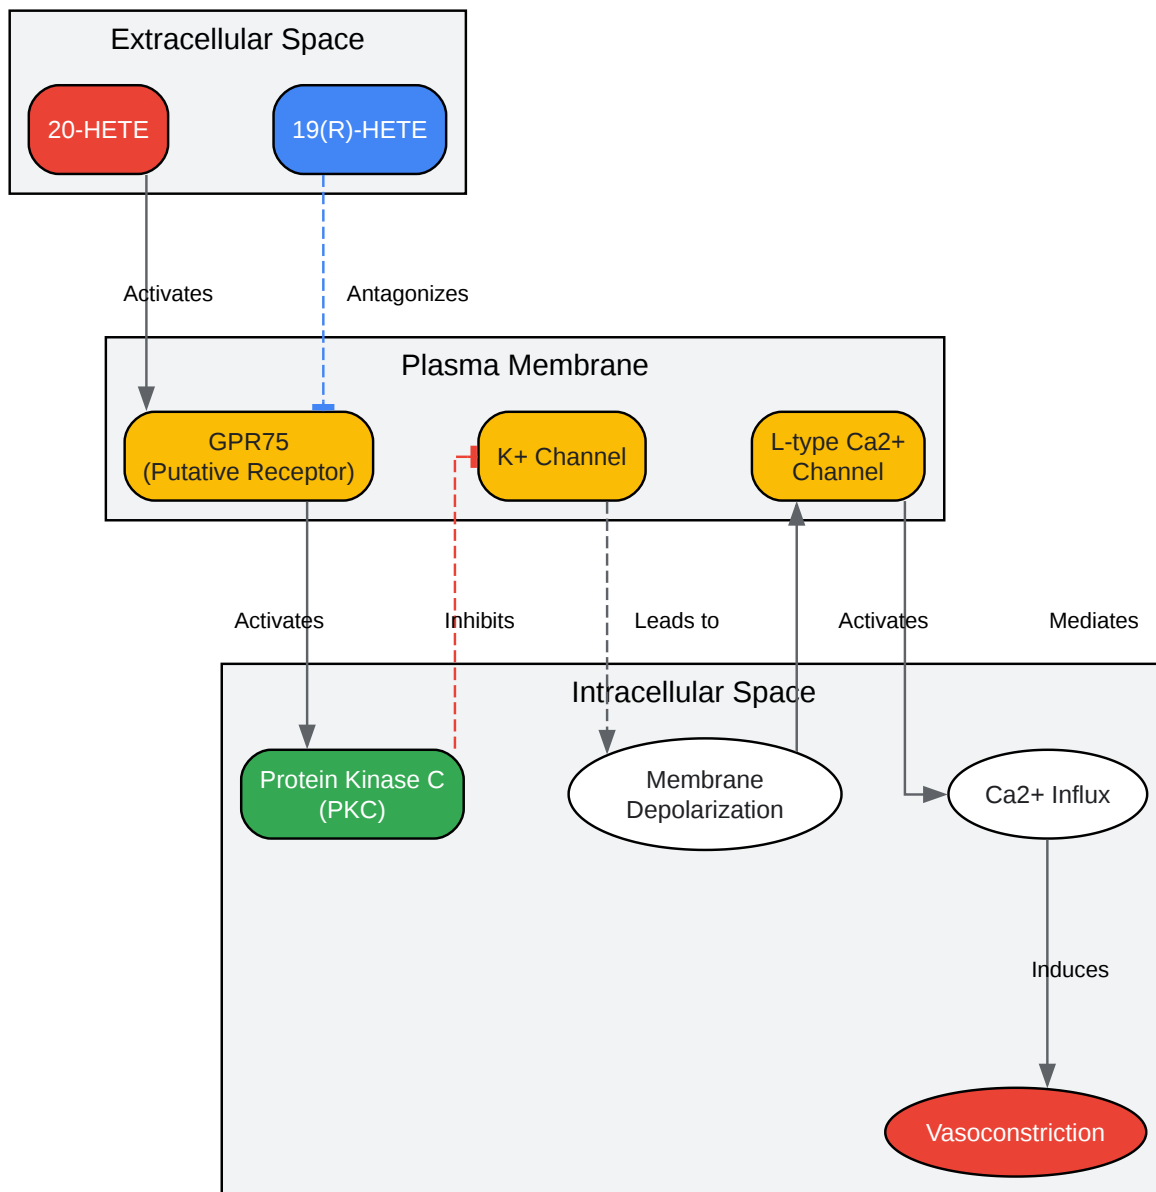 Extracellular Space
20-HETE
19(R)-HETE
Activates
Antagonizes
Plasma Membrane
GPR75
(Putative Receptor)
K+ Channel
L-type Ca2+
Channel
Activates
Inhibits
Leads to
Activates
Mediates
Intracellular Space
Protein Kinase C
(PKC)
Membrane
Depolarization
Ca2+ Influx
Induces
Vasoconstriction